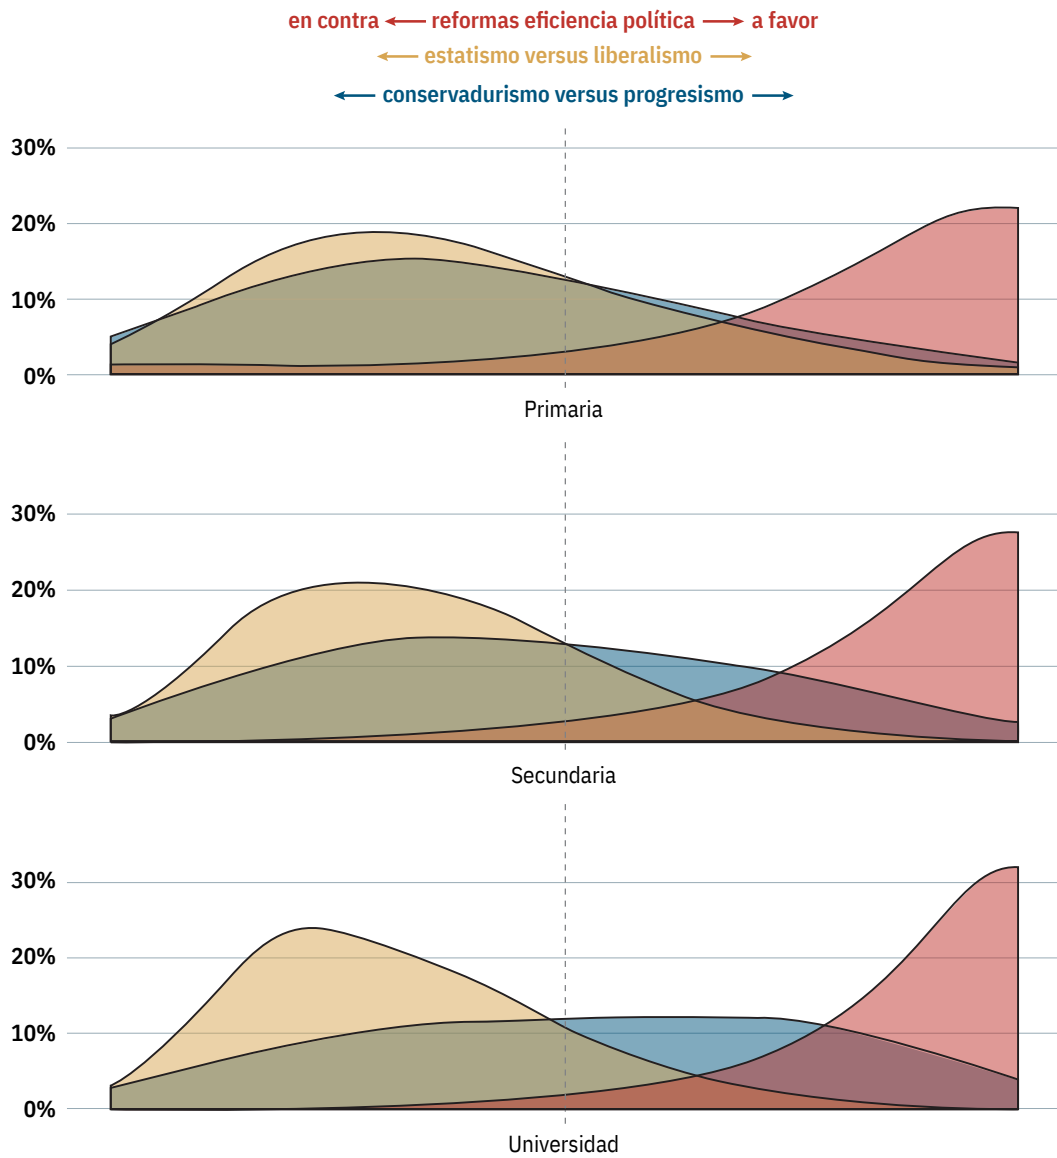 en contra reformas eficiencia política a favor
estatismo versus liberalismo
conservadurismo versus progresismo
30%
20%
10%
0%
Primaria
30%
20%
10%
0%
Secundaria
30%
20%
10%
0%
Universidad